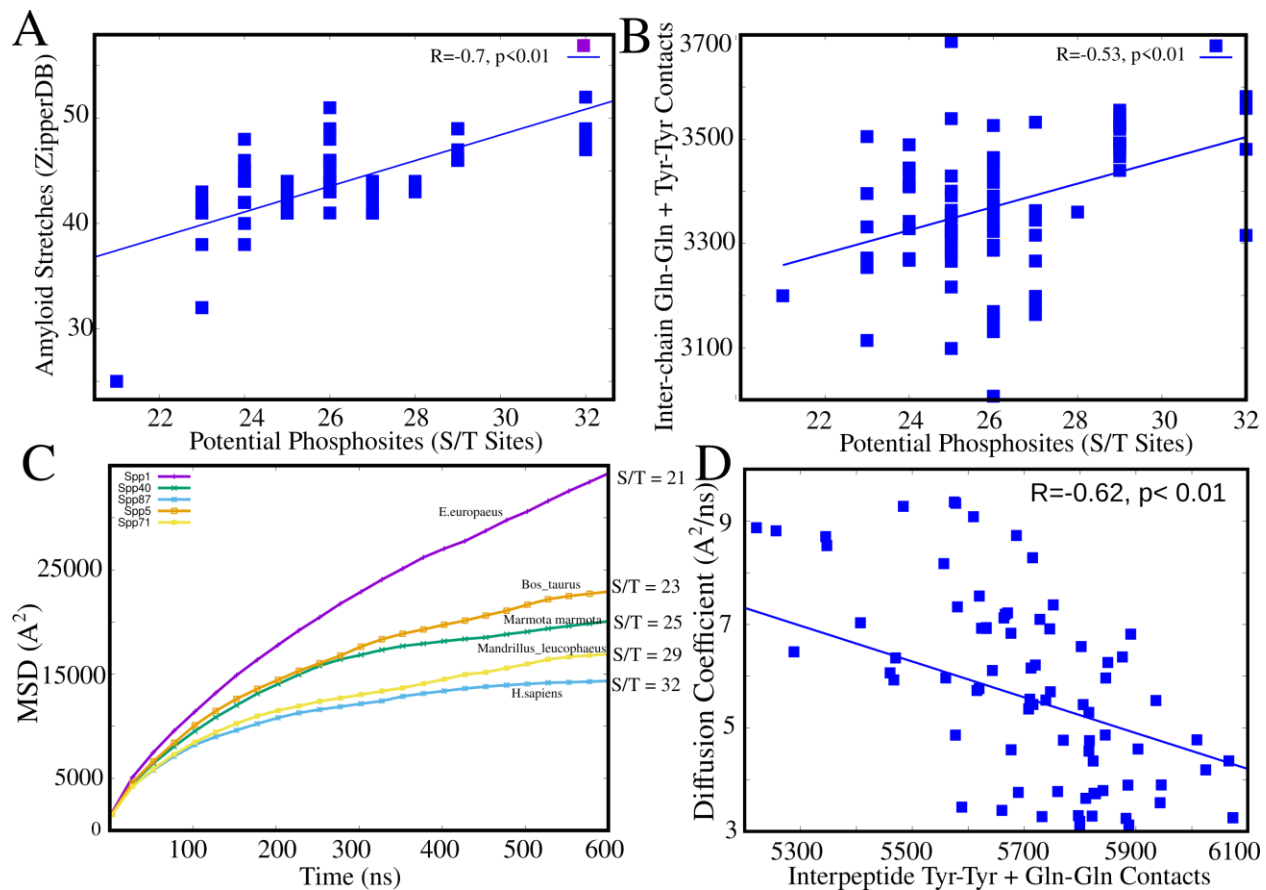 A
R=-0.7, p<0.01
Amyloid Stretches (ZipperDB)
50
40
30
22 24 26 28 30 32
Potential Phosphosites (S/T Sites)
B
R=-0.53, p<0.01
Inter-chain Gln-Gln + Tyr-Tyr Contacts
3700
3500
3300
3100
22 24 26 28 30 32
Potential Phosphosites (S/T Sites)
C
Spp1
Spp40
Spp87
Spp5
Spp71
E.europaeus
S/T = 21
Bos_taurus
S/T = 23
Marmota marmota
S/T = 25
Mandrillus_leucophaeus
S/T = 29
H.sapiens
S/T = 32
MSD (A²)
25000
15000
5000
0
100 200 300 400 500 600
Time (ns)
D
R=-0.62, p< 0.01
Diffusion Coefficient (A²/ns)
9
7
5
3
5300 5500 5700 5900 6100
Interpeptide Tyr-Tyr + Gln-Gln Contacts